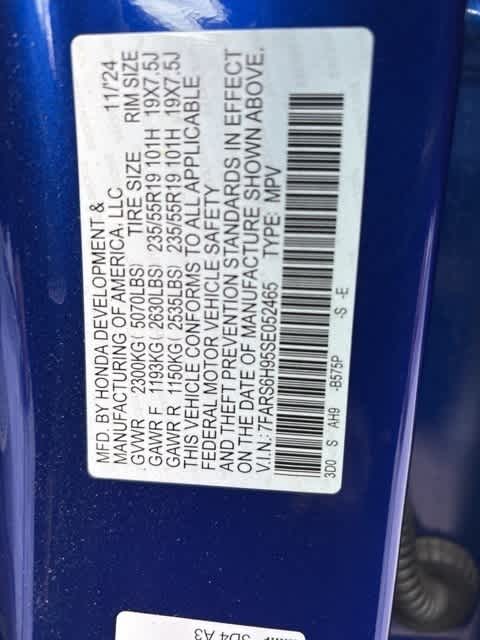 MFD. BY HONDA DEVELOPMENT & 11/'24
MANUFACTURING OF AMERICA, LLC
TIRE SIZE RIM SIZE
GVWR 2300KG (5070LBS)
GAWR F 1193KG (2630LBS) 235/55R19 101H 19X7.5J
GAWR R 1150KG (2535LBS) 235/55R19 101H 19X7.5J
THIS VEHICLE CONFORMS TO ALL APPLICABLE
FEDERAL MOTOR VEHICLE SAFETY
AND THEFT PREVENTION STANDARDS IN EFFECT
ON THE DATE OF MANUFACTURE SHOWN ABOVE.
V.I.N.: 7FARS6H95SE052465 TYPE: MPV
3D0 S AH9 -B575P -S -E
3D4 A3